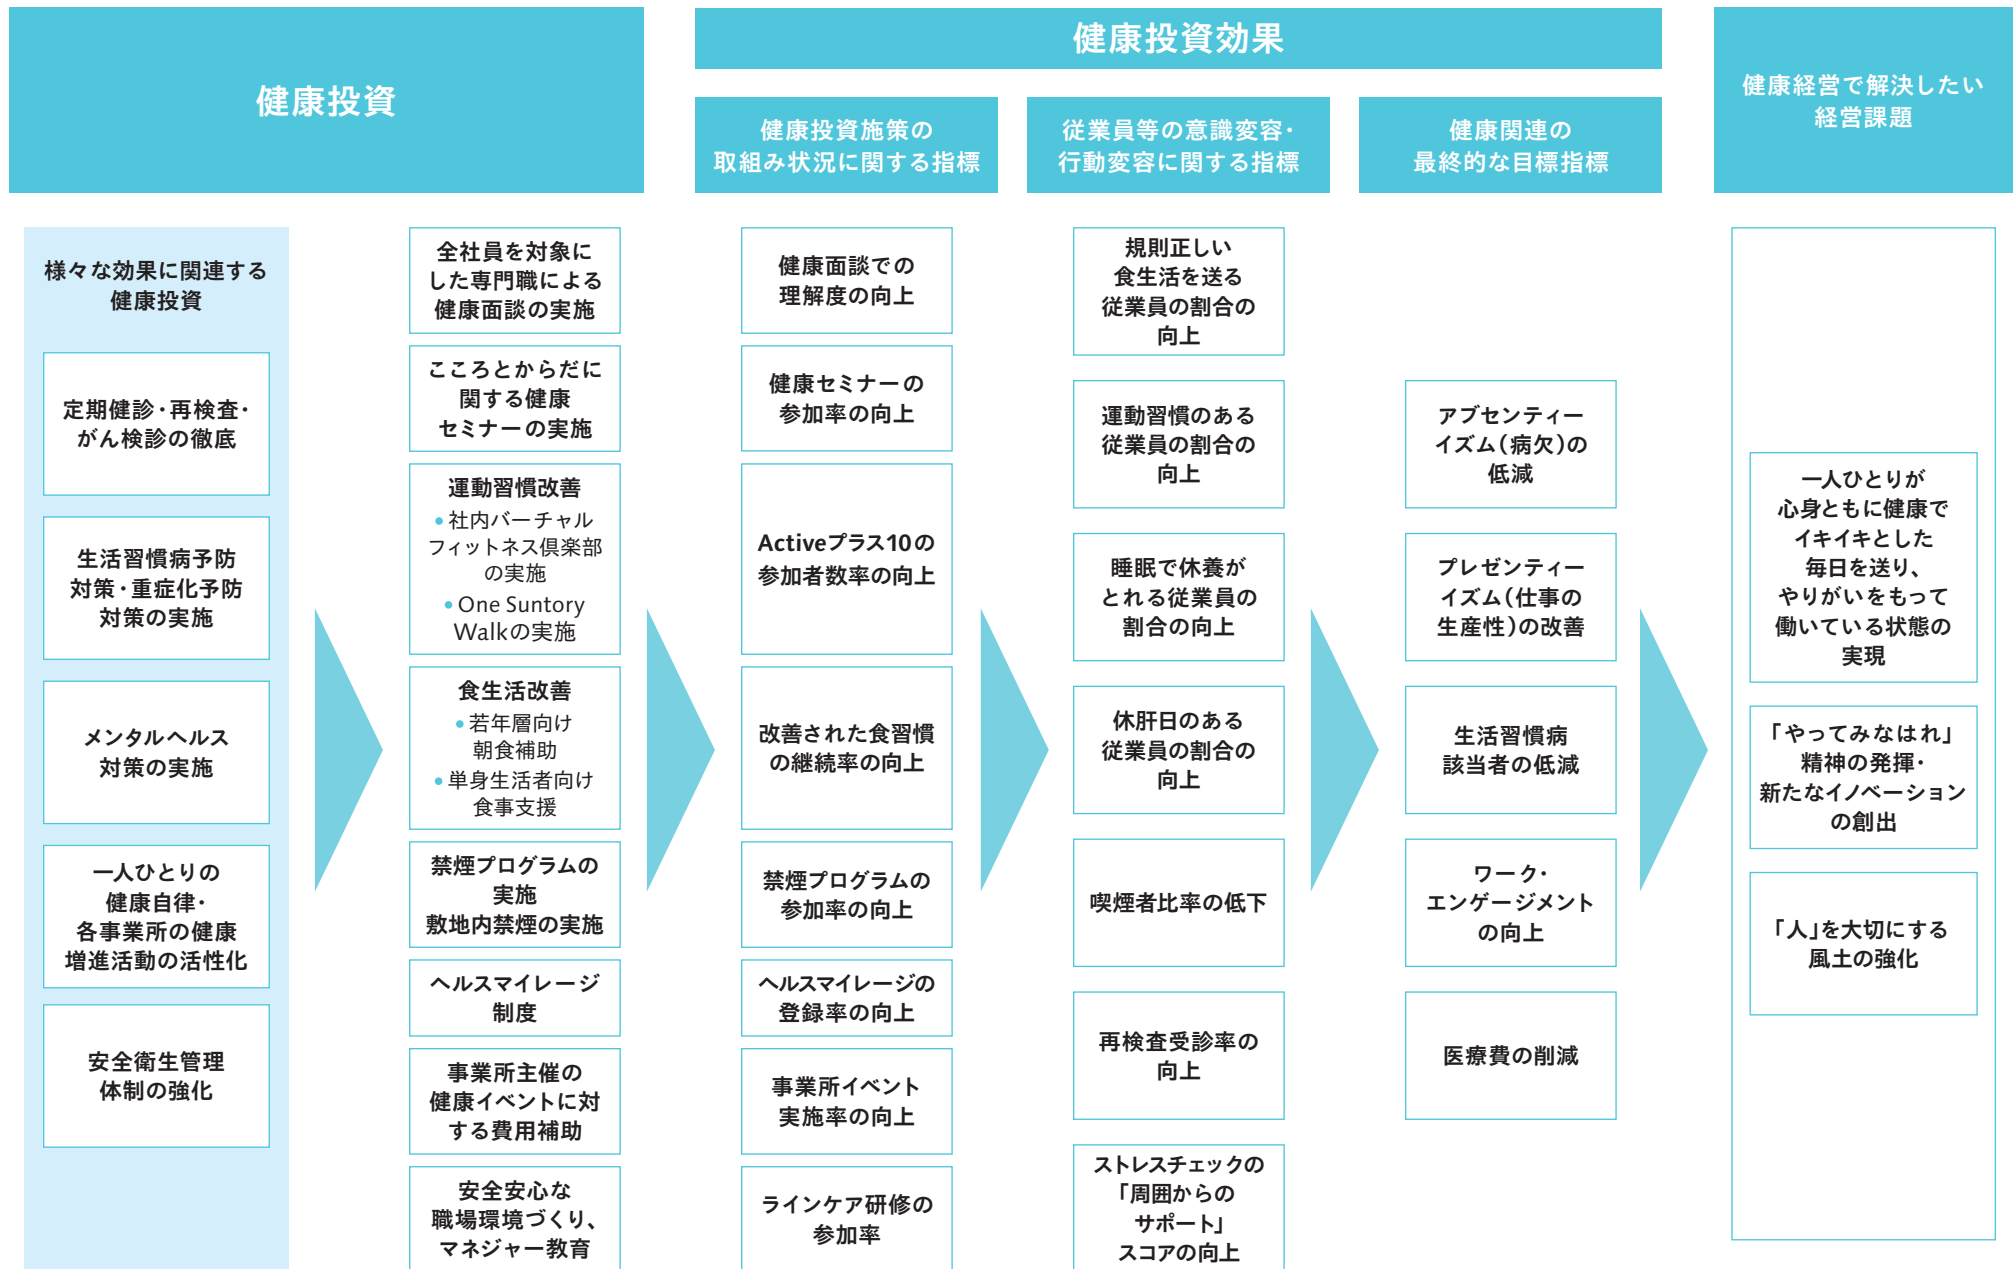 健康投資
健康投資効果
健康投資施策の
取組み状況に関する指標
従業員等の意識変容・
行動変容に関する指標
健康関連の
最終的な目標指標
健康経営で解決したい
経営課題
様々な効果に関連する
健康投資
定期健診・再検査・
がん検診の徹底
生活習慣病予防
対策・重症化予防
対策の実施
メンタルヘルス
対策の実施
一人ひとりの
健康自律・
各事業所の健康
増進活動の活性化
安全衛生管理
体制の強化
全社員を対象に
した専門職による
健康面談の実施
こころとからだに
関する健康
セミナーの実施
運動習慣改善
• 社内バーチャル
フィットネス倶楽部
の実施
• One Suntory
Walkの実施
食生活改善
• 若年層向け
朝食補助
• 単身生活者向け
食事支援
禁煙プログラムの
実施
敷地内禁煙の実施
ヘルスマイレージ
制度
事業所主催の
健康イベントに対
する費用補助
安全安心な
職場環境づくり、
マネジャー教育
健康面談での
理解度の向上
健康セミナーの
参加率の向上
Activeプラス10の
参加者数率の向上
改善された食習慣
の継続率の向上
禁煙プログラムの
参加率の向上
ヘルスマイレージの
登録率の向上
事業所イベント
実施率の向上
ラインケア研修の
参加率
規則正しい
食生活を送る
従業員の割合の
向上
運動習慣のある
従業員の割合の
向上
睡眠で休養が
とれる従業員の
割合の向上
休肝日のある
従業員の割合の
向上
喫煙者比率の低下
再検査受診率の
向上
ストレスチェックの
「周囲からの
サポート」
スコアの向上
アブセンティー
イズム（病欠）の
低減
プレゼンティー
イズム（仕事の
生産性）の改善
生活習慣病
該当者の低減
ワーク・
エンゲージメント
の向上
医療費の削減
一人ひとりが
心身ともに健康で
イキイキとした
毎日を送り、
やりがいをもって
働いている状態の
実現
「やってみなはれ」
精神の発揮・
新たなイノベーション
の創出
「人」を大切にする
風土の強化